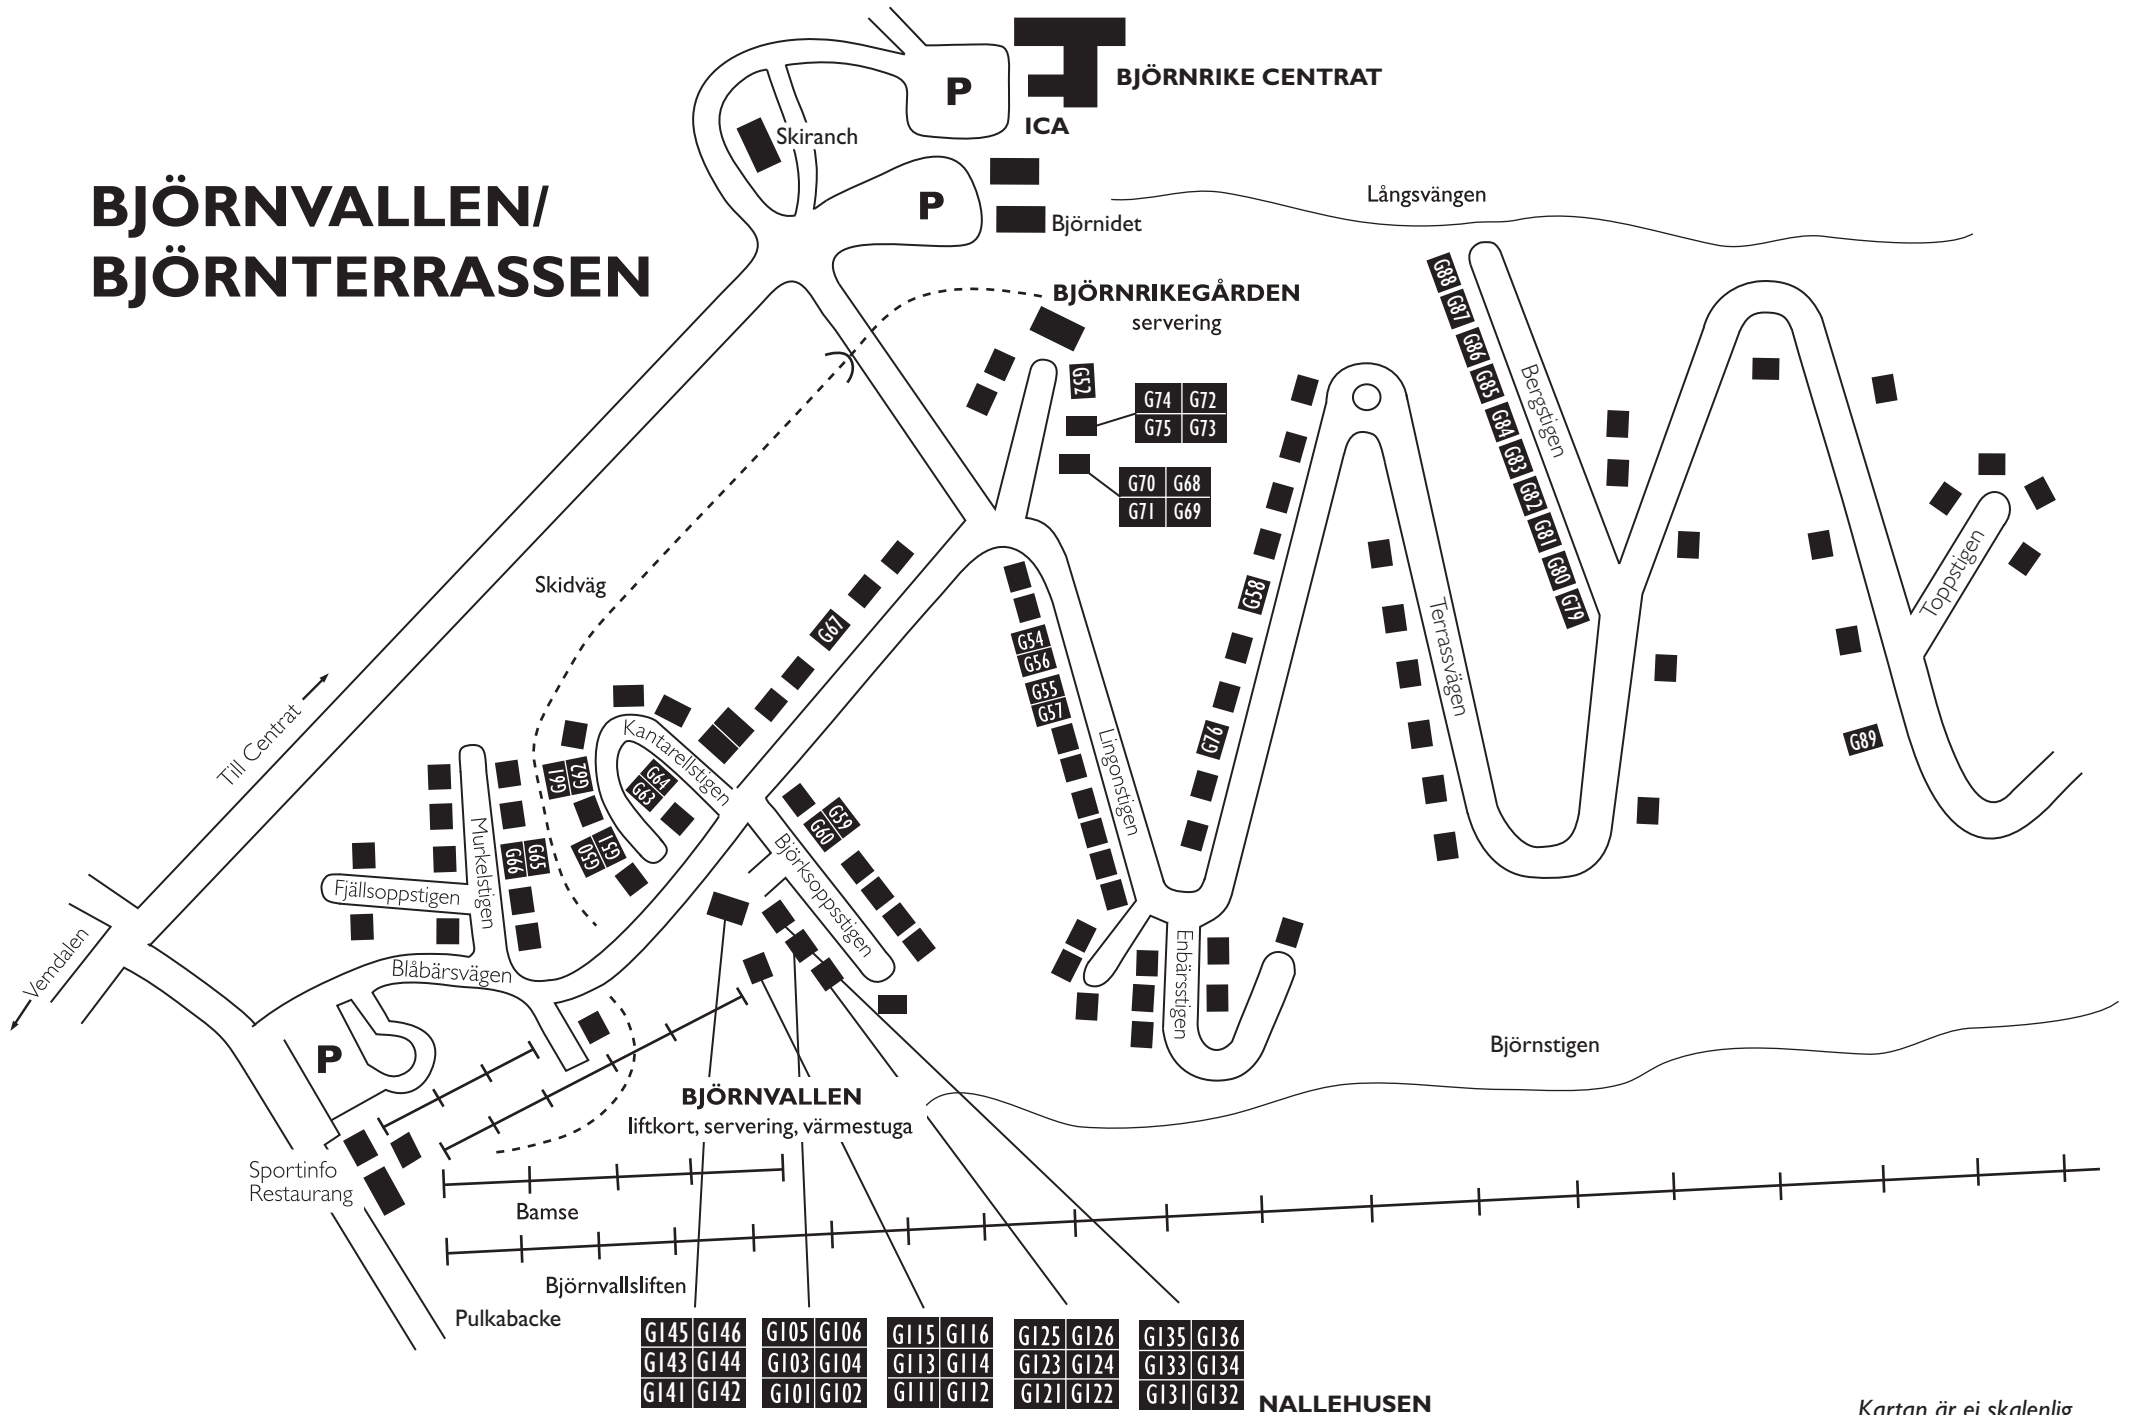 BJÖRNVALLEN/
BJÖRNTERRASSEN
P
BJÖRNRIKE CENTRAT
ICA
Skiranch
P
Björnidet
Långsvängen
BJÖRNRIKEGÅRDEN
servering
G52
G74 G72
G75 G73
G70 G68
G71 G69
G88
G87
G86
G85
G84
G83
G82
G81
G80
G79
Bergstigen
Toppstigen
Terrassvägen
G89
G58
G76
G54
G56
G55
G57
Lingonstigen
Enbärsstigen
Skidväg
G67
Till Centrat
Kantarellstigen
G61
G62
G64
G63
G50
G51
G59
G60
Björksoppsstigen
Murkelstigen
G66
G65
Fjällsoppstigen
Blåbärsvägen
Vemdalen
P
Björnstigen
BJÖRNVALLEN
liftkort, servering, värmestuga
Sportinfo
Restaurang
Bamse
Björnvallsliften
Pulkabacke
G145 G146
G143 G144
G141 G142
G105 G106
G103 G104
G101 G102
G115 G116
G113 G114
G111 G112
G125 G126
G123 G124
G121 G122
G135 G136
G133 G134
G131 G132
NALLEHUSEN
Kartan är ej skalenlig